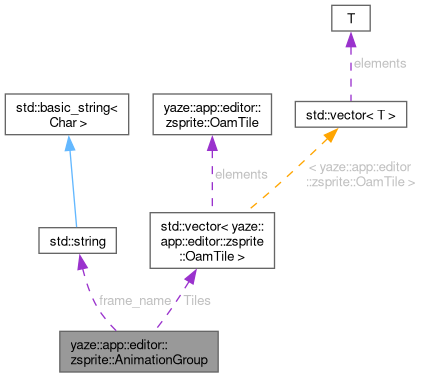 T
elements
std::basic_string<
Char >
yaze::app::editor::
zsprite::OamTile
std::vector< T >
elements
< yaze::app::editor
::zsprite::OamTile >
std::string
std::vector< yaze::
app::editor::zsprite
::OamTile >
frame_name
Tiles
yaze::app::editor::
zsprite::AnimationGroup